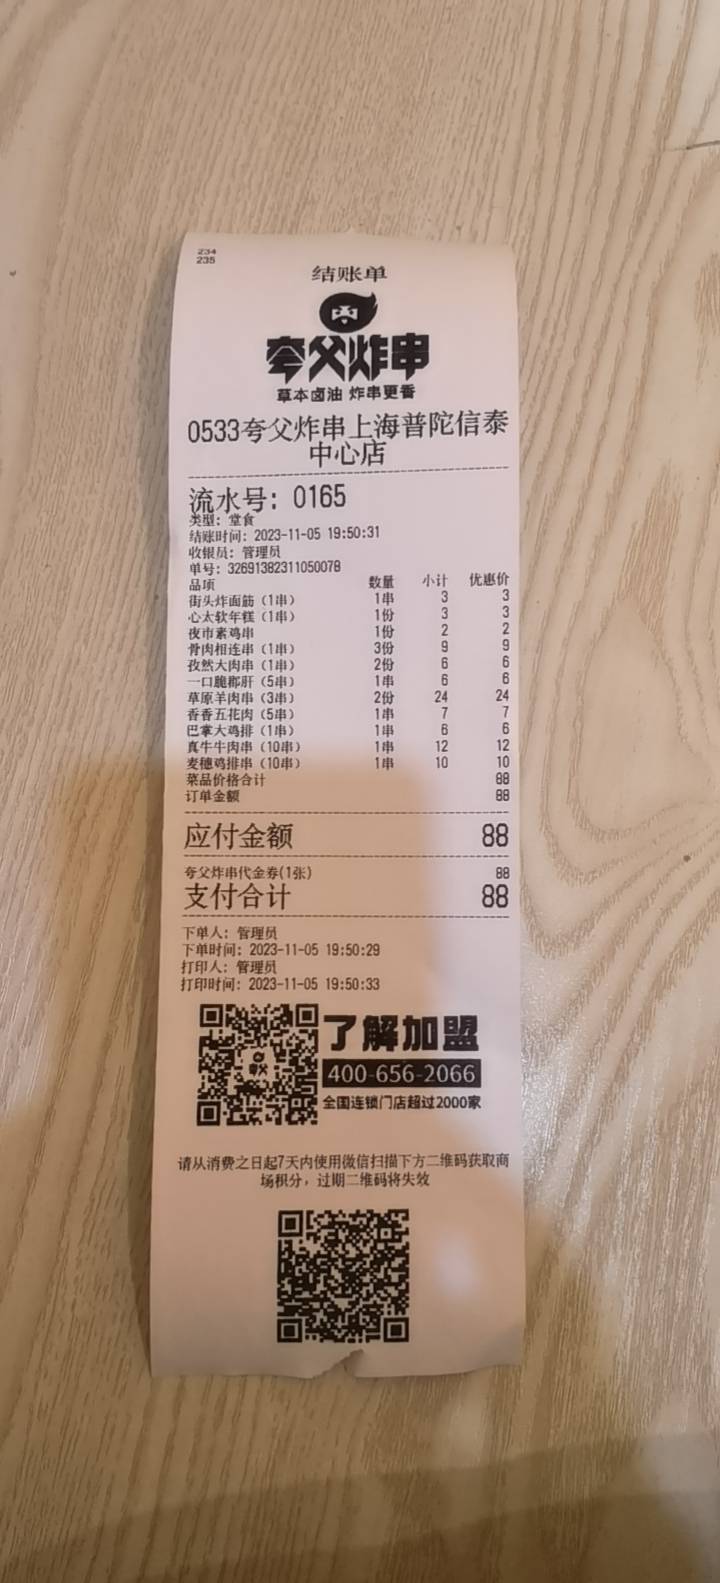 234
235
结账单
夸父炸串
草本卤油 炸串更香
0533夸父炸串上海普陀信泰
中心店
流水号: 0165
类型: 堂食
结账时间: 2023-11-05 19:50:31
收银员: 管理员
单号: 32691382311050078
品项 数量 小计 优惠价
街头炸面筋（1串） 1串 3 3
心太软年糕（1串） 1份 3 3
夜市素鸡串 1份 2 2
骨肉相连串（1串） 3份 9 9
孜然大肉串（1串） 2份 6 6
一口脆郡肝（5串） 1串 6 6
草原羊肉串（3串） 2份 24 24
香香五花肉（5串） 1串 7 7
巴掌大鸡排（1串） 1串 6 6
真牛牛肉串（10串） 1串 12 12
麦穗鸡排串（10串） 1串 10 10
菜品价格合计 88
订单金额 88
应付金额 88
夸父炸串代金券(1张) 88
支付合计 88
下单人: 管理员
下单时间: 2023-11-05 19:50:29
打印人: 管理员
打印时间: 2023-11-05 19:50:33
了解加盟
400-656-2066
全国连锁门店超过2000家
请从消费之日起7天内使用微信扫描下方二维码获取商
场积分，过期二维码将失效